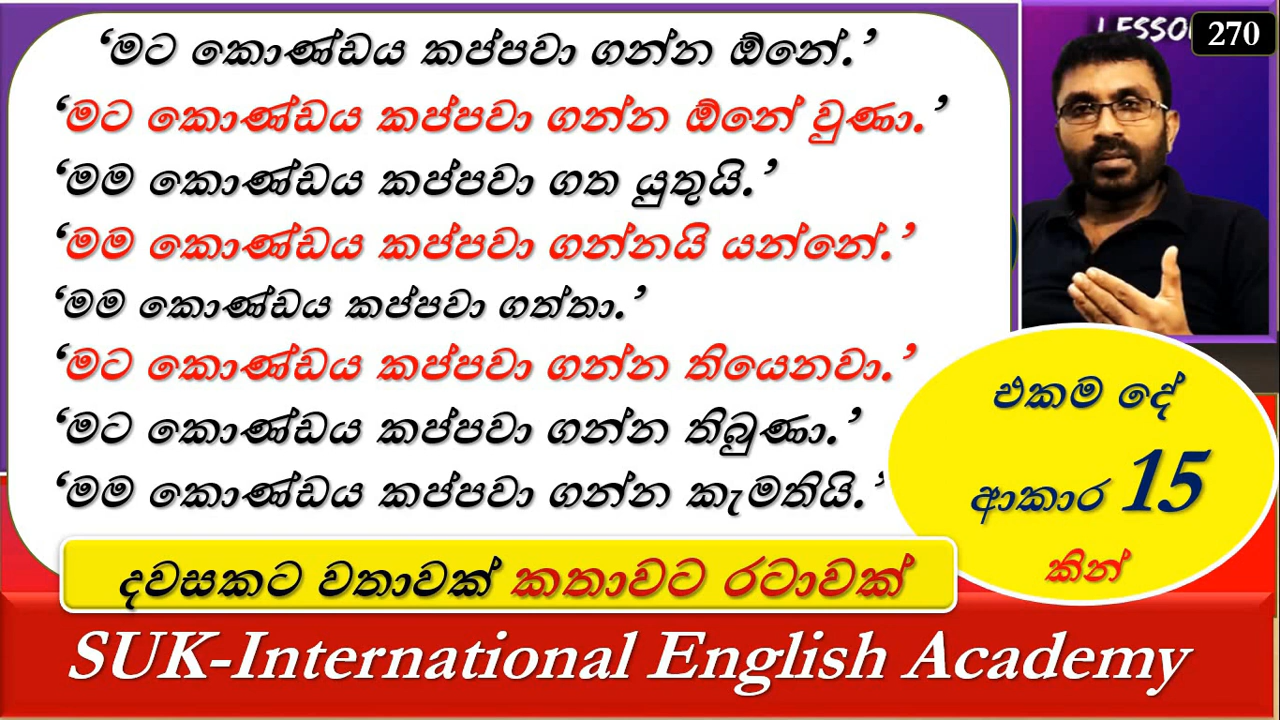 ‘මට කොණ්ඩය කප්පවා ගන්න ඕනේ.’
‘මට කොණ්ඩය කප්පවා ගන්න ඕනේ වුණා.’
‘මම කොණ්ඩය කප්පවා ගත යුතුයි.’
‘මම කොණ්ඩය කප්පවා ගන්නයි යන්නේ.’
‘මම කොණ්ඩය කප්පවා ගත්තා.’
‘මට කොණ්ඩය කප්පවා ගන්න තියෙනවා.’
‘මට කොණ්ඩය කප්පවා ගන්න තිබුණා.’
‘මම කොණ්ඩය කප්පවා ගන්න කැමතියි.’
270
එකම දේ
ආකාර 15
කින්
දවසකට වතාවක් කතාවට රටාවක්
SUK-International English Academy